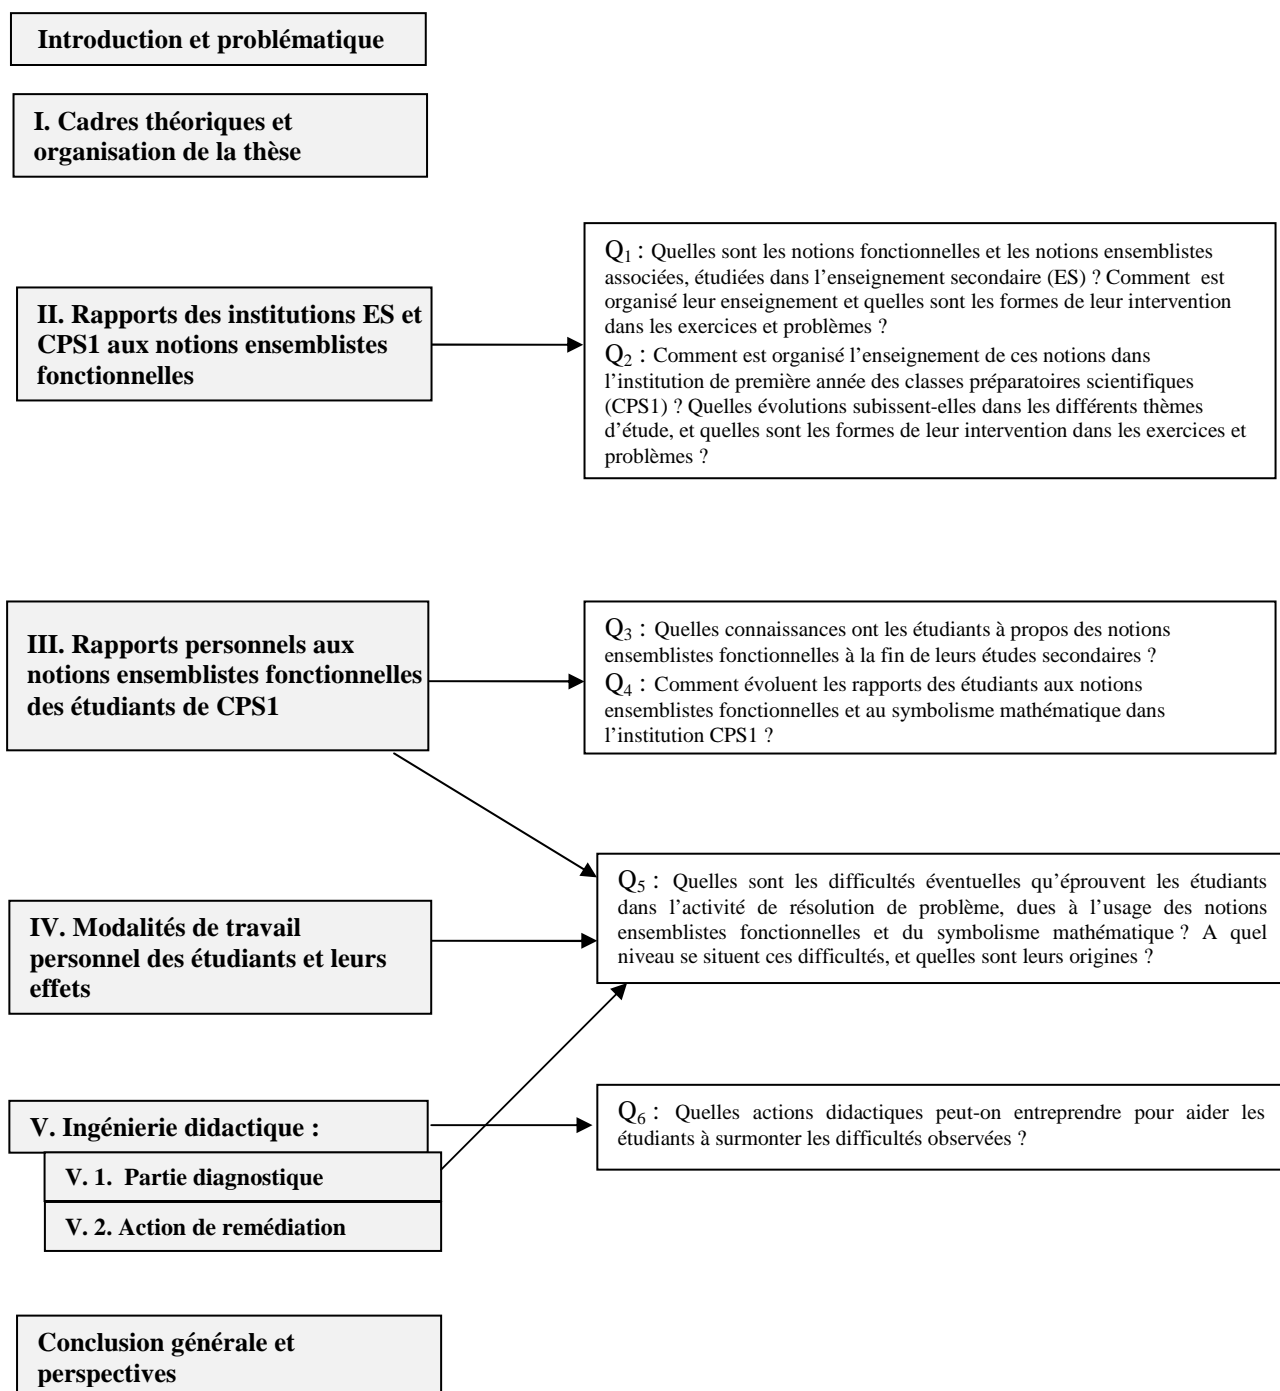 Introduction et problématique
I. Cadres théoriques et
organisation de la thèse
II. Rapports des institutions ES et
CPS1 aux notions ensemblistes
fonctionnelles
Q1 : Quelles sont les notions fonctionnelles et les notions ensemblistes
associées, étudiées dans l’enseignement secondaire (ES) ? Comment est
organisé leur enseignement et quelles sont les formes de leur intervention
dans les exercices et problèmes ?
Q2 : Comment est organisé l’enseignement de ces notions dans
l’institution de première année des classes préparatoires scientifiques
(CPS1) ? Quelles évolutions subissent-elles dans les différents thèmes
d’étude, et quelles sont les formes de leur intervention dans les exercices et
problèmes ?
III. Rapports personnels aux
notions ensemblistes fonctionnelles
des étudiants de CPS1
Q3 : Quelles connaissances ont les étudiants à propos des notions
ensemblistes fonctionnelles à la fin de leurs études secondaires ?
Q4 : Comment évoluent les rapports des étudiants aux notions
ensemblistes fonctionnelles et au symbolisme mathématique dans
l’institution CPS1 ?
IV. Modalités de travail
personnel des étudiants et leurs
effets
Q5 : Quelles sont les difficultés éventuelles qu’éprouvent les étudiants
dans l’activité de résolution de problème, dues à l’usage des notions
ensemblistes fonctionnelles et du symbolisme mathématique ? A quel
niveau se situent ces difficultés, et quelles sont leurs origines ?
V. Ingénierie didactique :
V. 1. Partie diagnostique
V. 2. Action de remédiation
Q6 : Quelles actions didactiques peut-on entreprendre pour aider les
étudiants à surmonter les difficultés observées ?
Conclusion générale et
perspectives